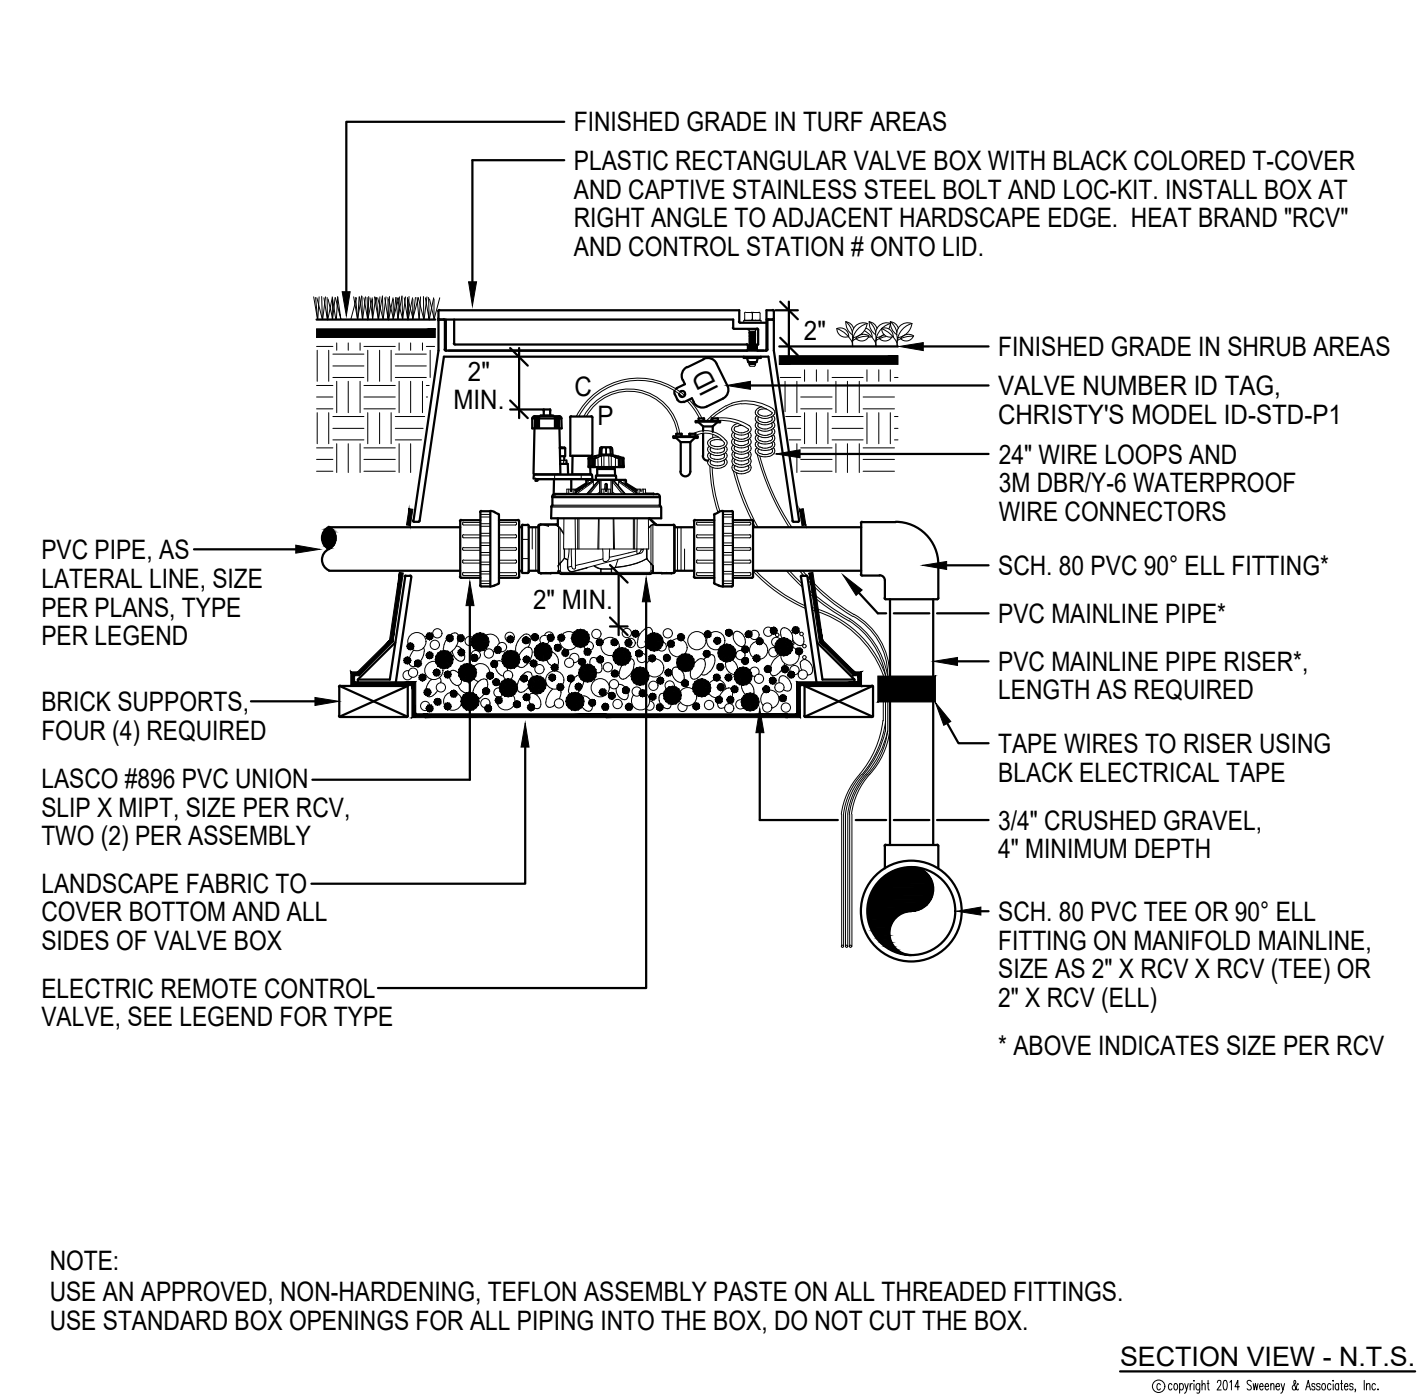 FINISHED GRADE IN TURF AREAS
PLASTIC RECTANGULAR VALVE BOX WITH BLACK COLORED T-COVER
AND CAPTIVE STAINLESS STEEL BOLT AND LOC-KIT. INSTALL BOX AT
RIGHT ANGLE TO ADJACENT HARDSCAPE EDGE. HEAT BRAND "RCV"
AND CONTROL STATION # ONTO LID.
2"
FINISHED GRADE IN SHRUB AREAS
2"
MIN.
C
P
ID
VALVE NUMBER ID TAG,
CHRISTY'S MODEL ID-STD-P1
24" WIRE LOOPS AND
3M DBR/Y-6 WATERPROOF
WIRE CONNECTORS
PVC PIPE, AS
LATERAL LINE, SIZE
PER PLANS, TYPE
PER LEGEND
SCH. 80 PVC 90° ELL FITTING*
2" MIN.
PVC MAINLINE PIPE*
PVC MAINLINE PIPE RISER*,
LENGTH AS REQUIRED
BRICK SUPPORTS,
FOUR (4) REQUIRED
TAPE WIRES TO RISER USING
BLACK ELECTRICAL TAPE
LASCO #896 PVC UNION
SLIP X MIPT, SIZE PER RCV,
TWO (2) PER ASSEMBLY
3/4" CRUSHED GRAVEL,
4" MINIMUM DEPTH
LANDSCAPE FABRIC TO
COVER BOTTOM AND ALL
SIDES OF VALVE BOX
SCH. 80 PVC TEE OR 90° ELL
FITTING ON MANIFOLD MAINLINE,
SIZE AS 2" X RCV X RCV (TEE) OR
2" X RCV (ELL)
ELECTRIC REMOTE CONTROL
VALVE, SEE LEGEND FOR TYPE
* ABOVE INDICATES SIZE PER RCV
NOTE:
USE AN APPROVED, NON-HARDENING, TEFLON ASSEMBLY PASTE ON ALL THREADED FITTINGS.
USE STANDARD BOX OPENINGS FOR ALL PIPING INTO THE BOX, DO NOT CUT THE BOX.
SECTION VIEW - N.T.S.
©copyright 2014 Sweeney & Associates, Inc.